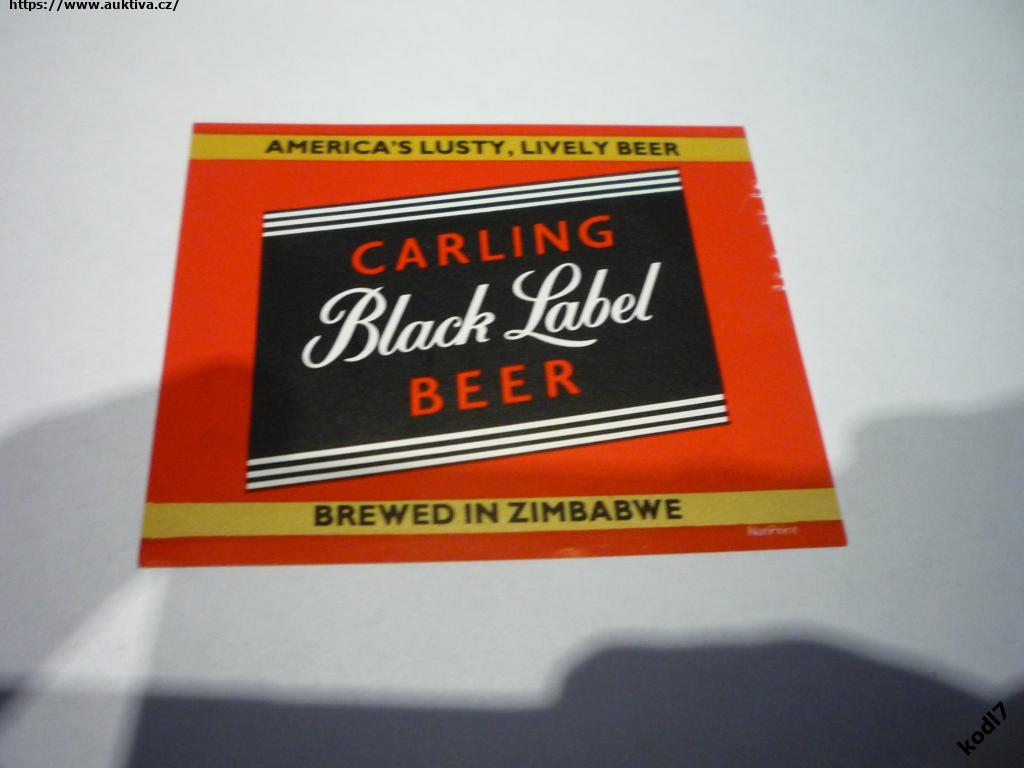 https://www.auktiva.cz/
AMERICA'S LUSTY, LIVELY BEER
CARLING
Black Label
BEER
BREWED IN ZIMBABWE
kodl7